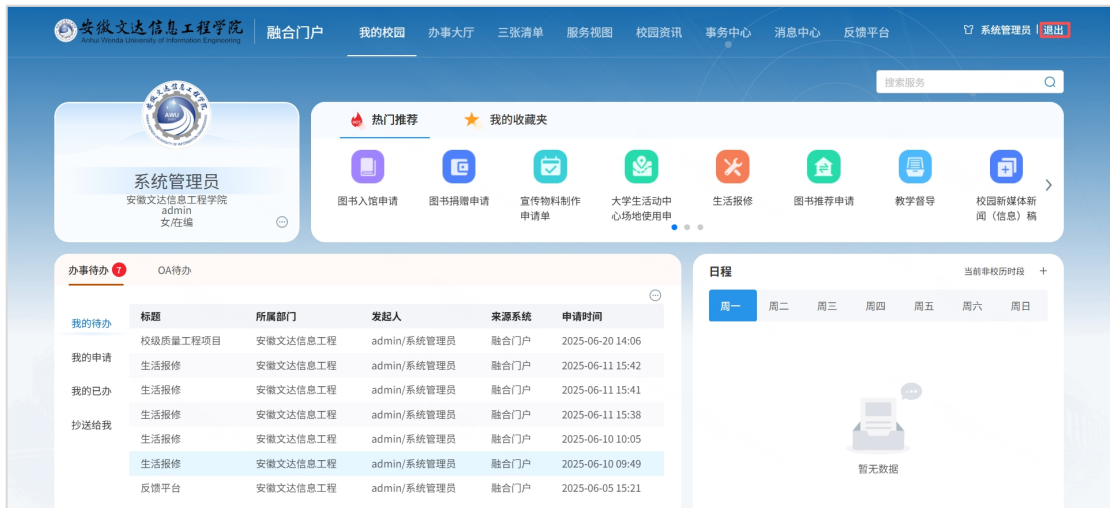 安徽文达信息工程学院
Anhui Wenda University of Information Engineering
融合门户
我的校园 办事大厅 三张清单 服务视图 校园资讯 事务中心 消息中心 反馈平台
系统管理员 | 退出
搜索服务
AWU
系统管理员
安徽文达信息工程学院
admin
女/在编
热门推荐 我的收藏夹
图书入馆申请 图书捐赠申请 宣传物料制作 大学生活动中 生活报修 图书推荐申请 教学督导 校园新媒体新
申请单 心场地使用申 闻（信息）稿
办事待办 7 OA待办
我的待办
我的申请
我的已办
抄送给我
标题 所属部门 发起人 来源系统 申请时间
校级质量工程项目 安徽文达信息工程 admin/系统管理员 融合门户 2025-06-20 14:06
生活报修 安徽文达信息工程 admin/系统管理员 融合门户 2025-06-11 15:42
生活报修 安徽文达信息工程 admin/系统管理员 融合门户 2025-06-11 15:41
生活报修 安徽文达信息工程 admin/系统管理员 融合门户 2025-06-11 15:38
生活报修 安徽文达信息工程 admin/系统管理员 融合门户 2025-06-10 10:05
生活报修 安徽文达信息工程 admin/系统管理员 融合门户 2025-06-10 09:49
反馈平台 安徽文达信息工程 admin/系统管理员 融合门户 2025-06-05 15:21
日程 当前非校历时段 +
周一 周二 周三 周四 周五 周六 周日
暂无数据